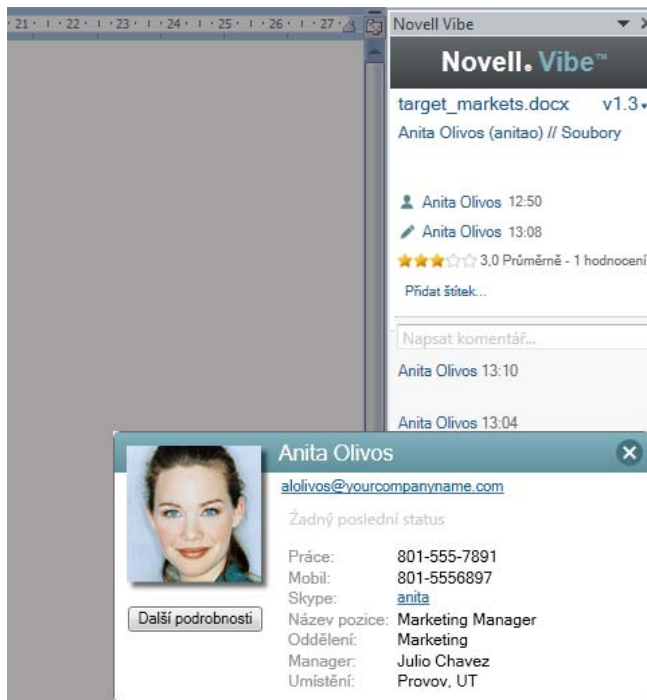 21 · 22 · 23 · 24 · 25 · 26 · 27
Novell Vibe
Novell. Vibe™
target_markets.docx v1.3
Anita Olivos (anitao) // Soubory
Anita Olivos 12:50
Anita Olivos 13:08
3,0 Průměrně - 1 hodnocení
Přidat štítek...
Napsat komentář...
Anita Olivos 13:10
Anita Olivos 13:04
Anita Olivos
alolivos@yourcompanyname.com
Žadný poslední status
Práce: 801-555-7891
Mobil: 801-5556897
Skype: anita
Další podrobnosti
Název pozice: Marketing Manager
Oddělení: Marketing
Manager: Julio Chavez
Umístění: Provov, UT